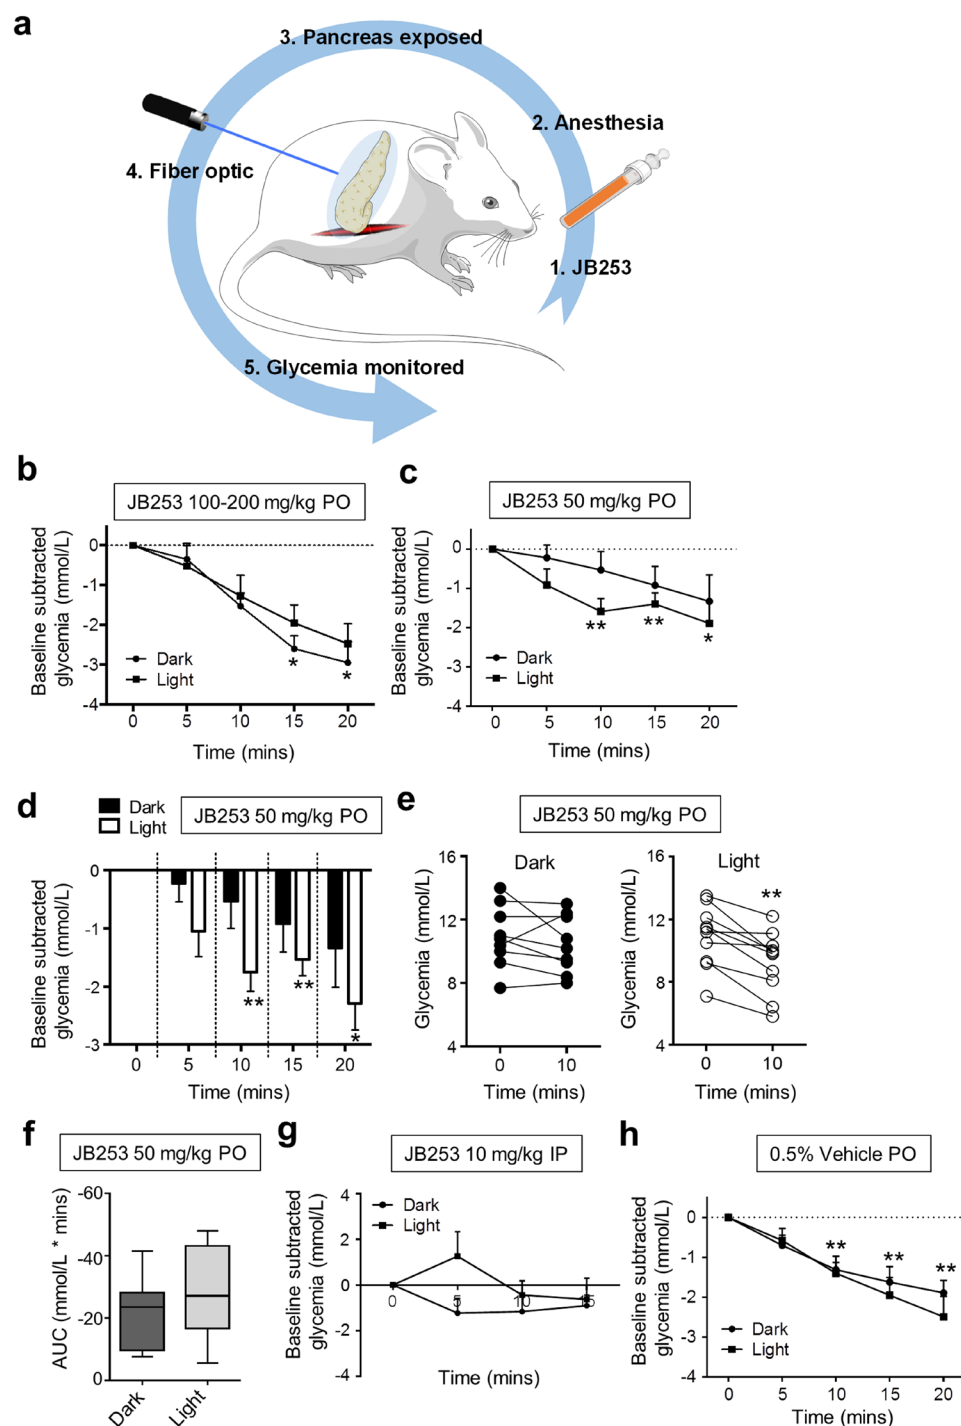 a
3. Pancreas exposed
2. Anesthesia
4. Fiber optic
1. JB253
5. Glycemia monitored
b
JB253 100-200 mg/kg PO
Baseline subtracted
glycemia (mmol/L)
0
-1
-2
-3
-4
Dark
Light
*
*
0 5 10 15 20
Time (mins)
c
JB253 50 mg/kg PO
Baseline subtracted
glycemia (mmol/L)
0
-1
-2
-3
-4
**
**
*
Dark
Light
0 5 10 15 20
Time (mins)
d
Dark
Light
JB253 50 mg/kg PO
Baseline subtracted
glycemia (mmol/L)
0
-1
-2
-3
**
**
*
0 5 10 15 20
Time (mins)
e
JB253 50 mg/kg PO
Glycemia (mmol/L)
16
12
8
4
Dark
0 10
Time (mins)
Glycemia (mmol/L)
16
12
8
4
Light
**
0 10
Time (mins)
f
JB253 50 mg/kg PO
AUC (mmol/L * mins)
-60
-40
-20
0
Dark
Light
g
JB253 10 mg/kg IP
Baseline subtracted
glycemia (mmol/L)
4
2
0
-2
-4
Dark
Light
0 5 10 15
Time (mins)
h
0.5% Vehicle PO
Baseline subtracted
glycemia (mmol/L)
0
-1
-2
-3
-4
**
**
**
Dark
Light
0 5 10 15 20
Time (mins)